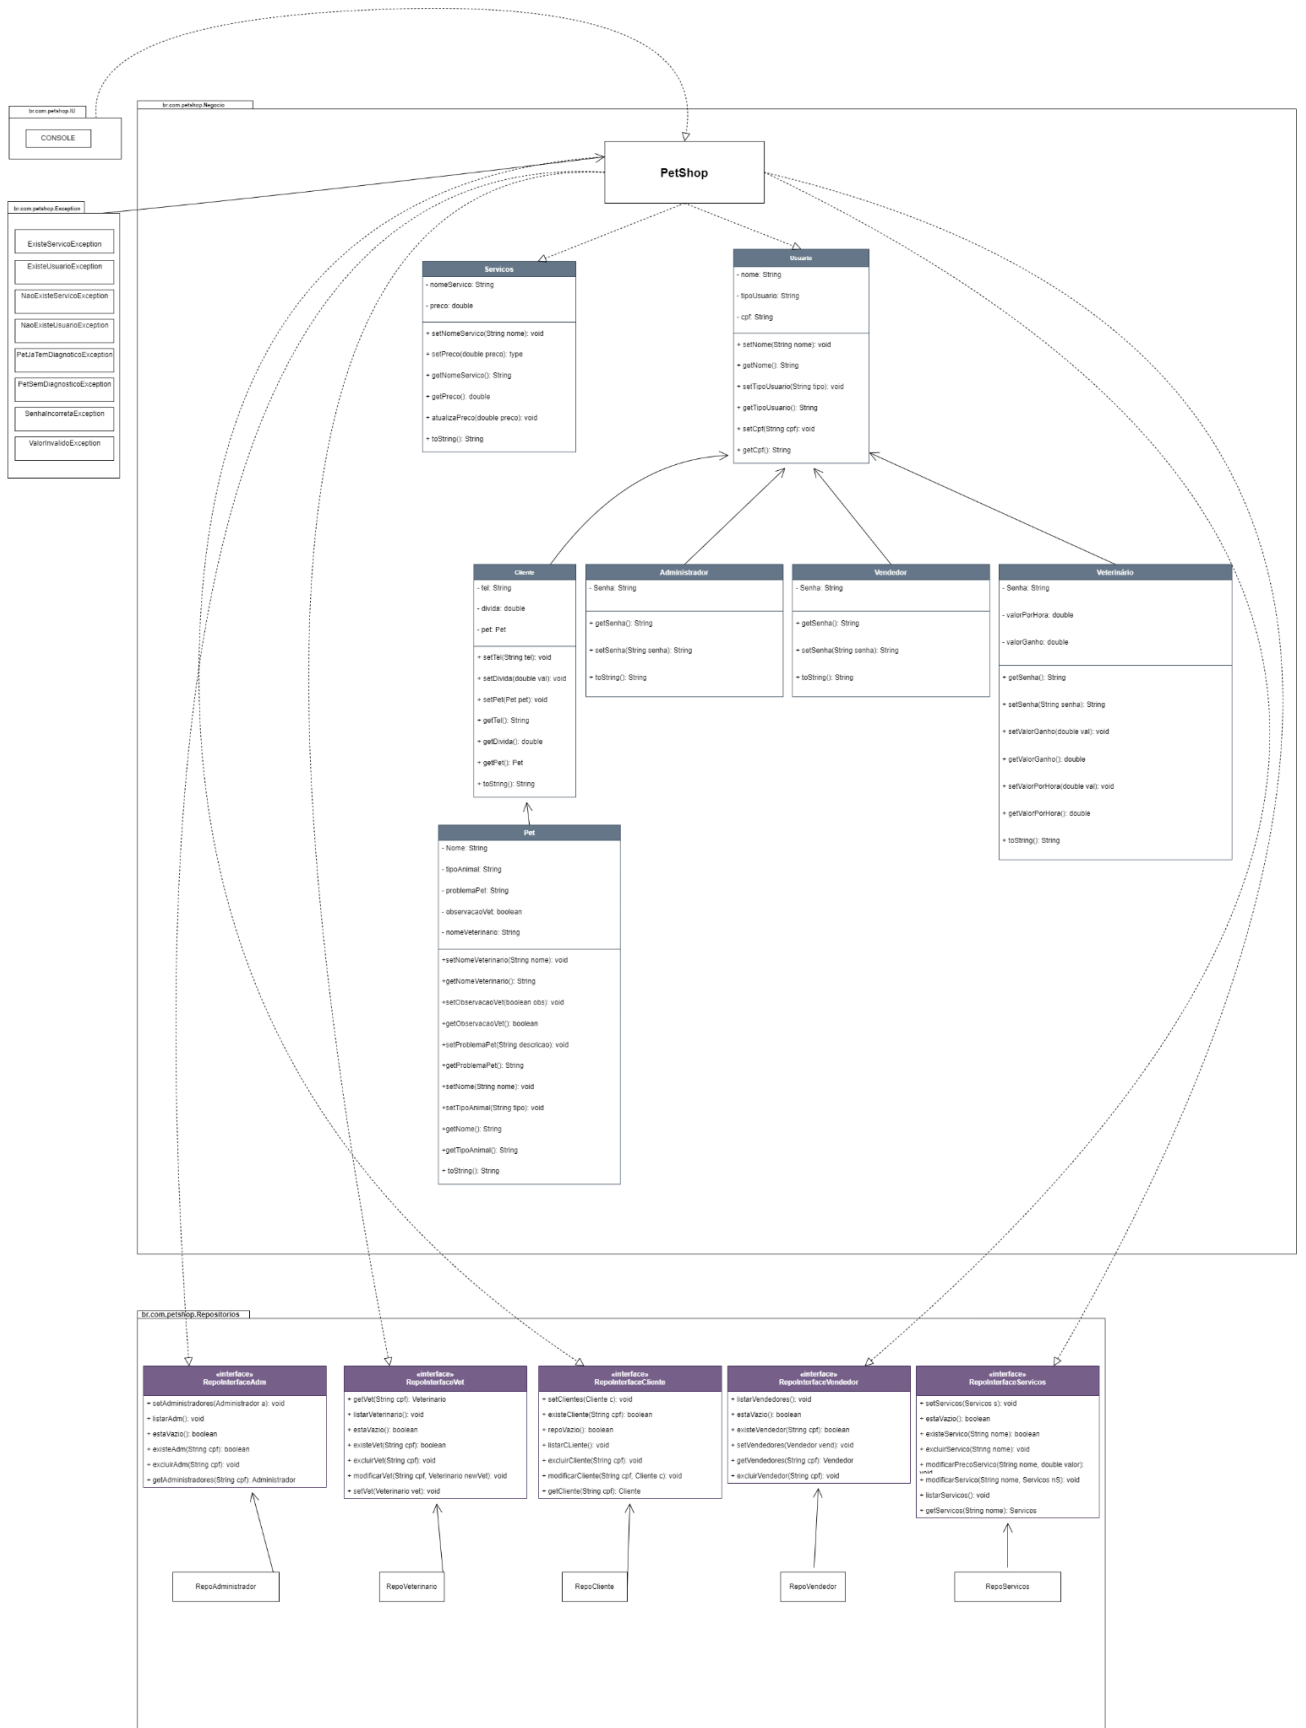 br.com.petshop.IU
CONSOLE
br.com.petshop.Negocio
PetShop
br.com.petshop.Exception
ExisteServicoException
ExisteUsuarioException
NaoExisteServicoException
NaoExisteUsuarioException
PetJaTemDiagnoticoException
PetSemDiagnosticoException
SenhaIncorretaException
ValorInvalidoException
Servicos
- nomeServico: String
- preco: double
+ setNomeServico(String nome): void
+ setPreco(double preco): type
+ getNomeServico(): String
+ getPreco(): double
+ atualizaPreco(double preco): void
+ toString(): String
Usuario
- nome: String
- tipoUsuario: String
- cpf: String
+ setNome(String nome): void
+ getNome(): String
+ setTipoUsuario(String tipo): void
+ getTipoUsuario(): String
+ setCpf(String cpf): void
+ getCpf(): String
Cliente
- tel: String
- divida: double
- pet: Pet
+ setTel(String tel): void
+ setDivida(double val): void
+ setPet(Pet pet): void
+ getTel(): String
+ getDivida(): double
+ getPet(): Pet
+ toString(): String
Administrador
- Senha: String
+ getSenha(): String
+ setSenha(String senha): String
+ toString(): String
Vendedor
- Senha: String
+ getSenha(): String
+ setSenha(String senha): String
+ toString(): String
Veterinário
- Senha: String
- valorPorHora: double
- valorGanho: double
+ getSenha(): String
+ setSenha(String senha): String
+ setValorGanho(double val): void
+ getValorGanho(): double
+ setValorPorHora(double val): void
+ getValorPorHora(): double
+ toString(): String
Pet
- Nome: String
- tipoAnimal: String
- problemaPet: String
- observacaoVet: boolean
- nomeVeterinario: String
+setNomeVeterinario(String nome): void
+getNomeVeterinario(): String
+setObservacaoVet(boolean obs): void
+getObservacaoVet(): boolean
+setProblemaPet(String descricao): void
+getProblemaPet(): String
+setNome(String nome): void
+setTipoAnimal(String tipo): void
+getNome(): String
+getTipoAnimal(): String
+ toString(): String
br.com.petshop.Repositorios
«interface»
RepoInterfaceAdm
+ setAdministradores(Administrador a): void
+ listarAdm(): void
+ estaVazio(): boolean
+ existeAdm(String cpf): boolean
+ excluirAdm(String cpf): void
+ getAdministradores(String cpf): Administrador
«interface»
RepoInterfaceVet
+ getVet(String cpf): Veterinario
+ listarVeterinario(): void
+ estaVazio(): boolean
+ existeVet(String cpf): boolean
+ excluirVet(String cpf): void
+ modificarVet(String cpf, Veterinario newVet): void
+ setVet(Veterinario vet): void
«interface»
RepoInterfaceCliente
+ setClientes(Cliente c): void
+ existeCliente(String cpf): boolean
+ repoVazio(): boolean
+ listarCLiente(): void
+ excluirCliente(String cpf): void
+ modificarCliente(String cpf, Cliente c): void
+ getCliente(String cpf): Cliente
«interface»
RepoInterfaceVendedor
+ listarVendedores(): void
+ estaVazio(): boolean
+ existeVendedor(String cpf): boolean
+ setVendedores(Vendedor vend): void
+ getVendedores(String cpf): Vendedor
+ excluirVendedor(String cpf): void
«interface»
RepoInterfaceServicos
+ setServicos(Servicos s): void
+ estaVazio(): boolean
+ existeServico(String nome): boolean
+ excluirServico(String nome): void
+ modificarPrecoServico(String nome, double valor):
void
+ modificarServico(String nome, Servicos nS): void
+ listarServicos(): void
+ getServicos(String nome): Servicos
RepoAdministrador
RepoVeterinario
RepoCliente
RepoVendedor
RepoServicos